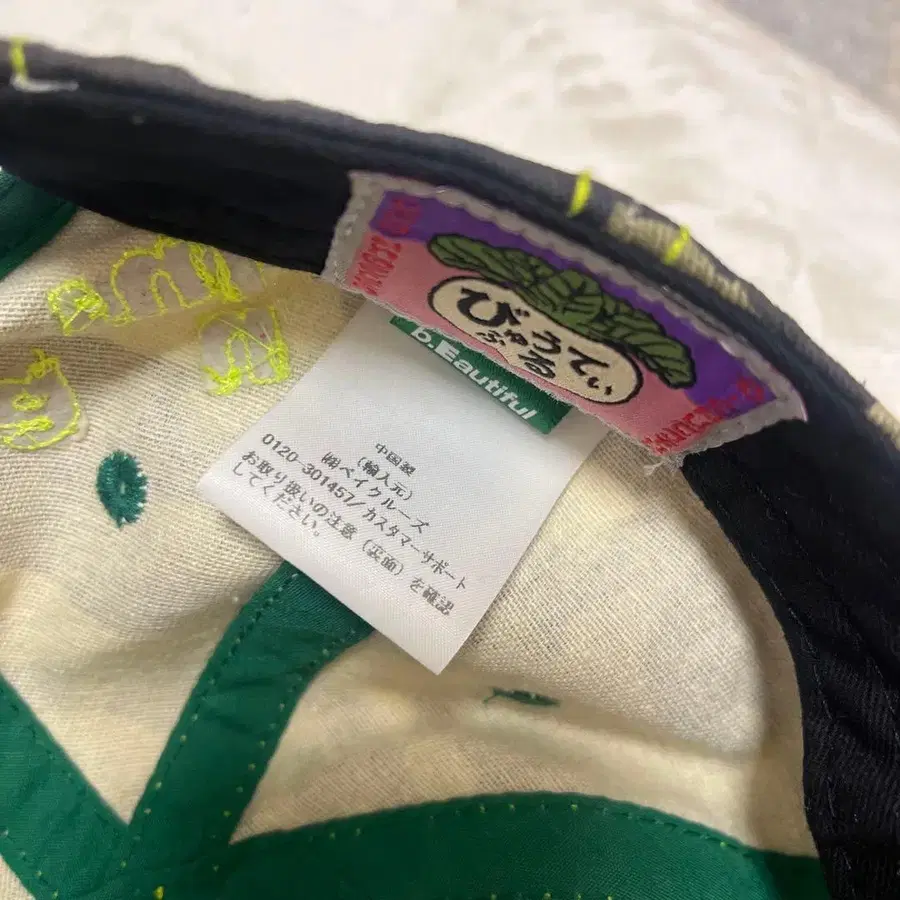 びゅうてぃ
ふる
b.Eautiful
中国製
(輸入元)
㈱ベイクルーズ
0120-301457/カスタマーサポート
お取り扱いの注意(裏面)を確認
してください。